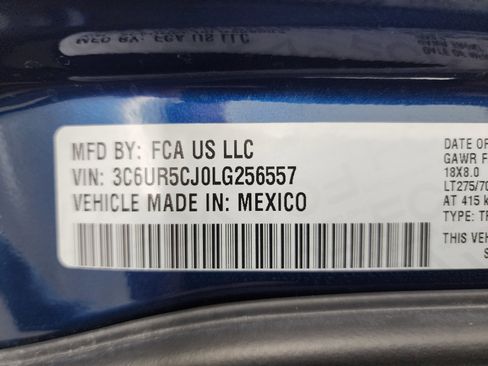 MFD BY: FCA US LLC
VIN: 3C6UR5CJ0LG256557
VEHICLE MADE IN: MEXICO
DATE OF
GAWR F
18X8.0
LT275/70
AT 415 k
TYPE: TR
THIS VEH
S